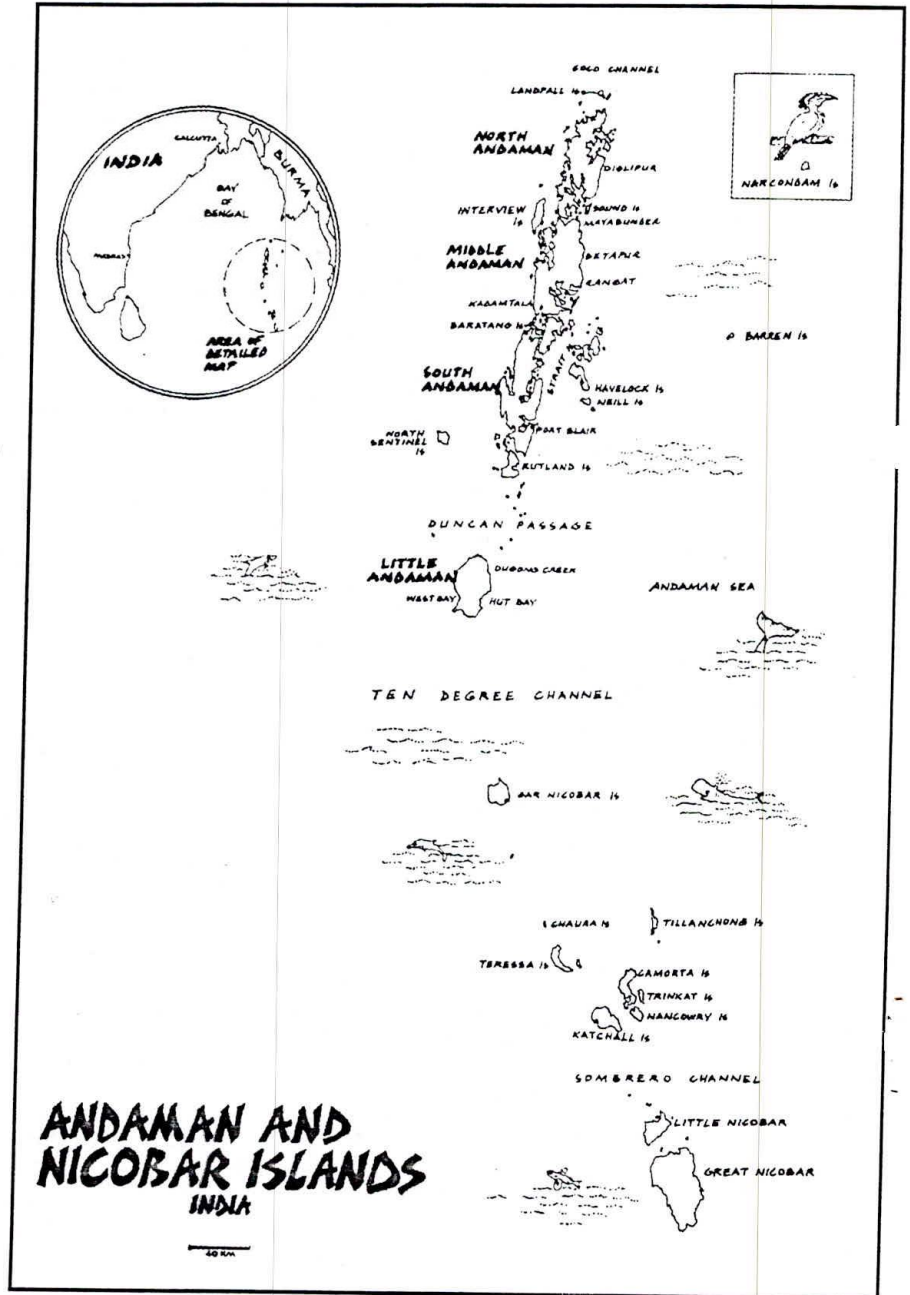 COCO CHANNEL
LANDFALL Is
NORTH
ANDAMAN
DIGLIPUR
NARCONDAM Is
CALCUTTA
INDIA
BURMA
BAY
OF
BENGAL
MADRAS
AREA OF
DETAILED
MAP
INTERVIEW
Is
SOUND Is
MAYABUNDER
MIDDLE
ANDAMAN
BETAPUR
RANGAT
KADAMTALA
BARATANG Is
STRAIT
BARREN Is
SOUTH
ANDAMAN
HAVELOCK Is
NEILL Is
NORTH
SENTINEL
Is
PORT BLAIR
RUTLAND Is
DUNCAN PASSAGE
LITTLE
ANDAMAN
DUGONG CREEK
WEST BAY
HUT BAY
ANDAMAN SEA
TEN DEGREE CHANNEL
CAR NICOBAR Is
CHAURA Is
TILLANCHONG Is
TERESSA Is
CAMORTA Is
TRINKAT Is
NANCOWRY Is
KATCHALL Is
SOMBRERO CHANNEL
LITTLE NICOBAR
GREAT NICOBAR
ANDAMAN AND
NICOBAR ISLANDS
INDIA